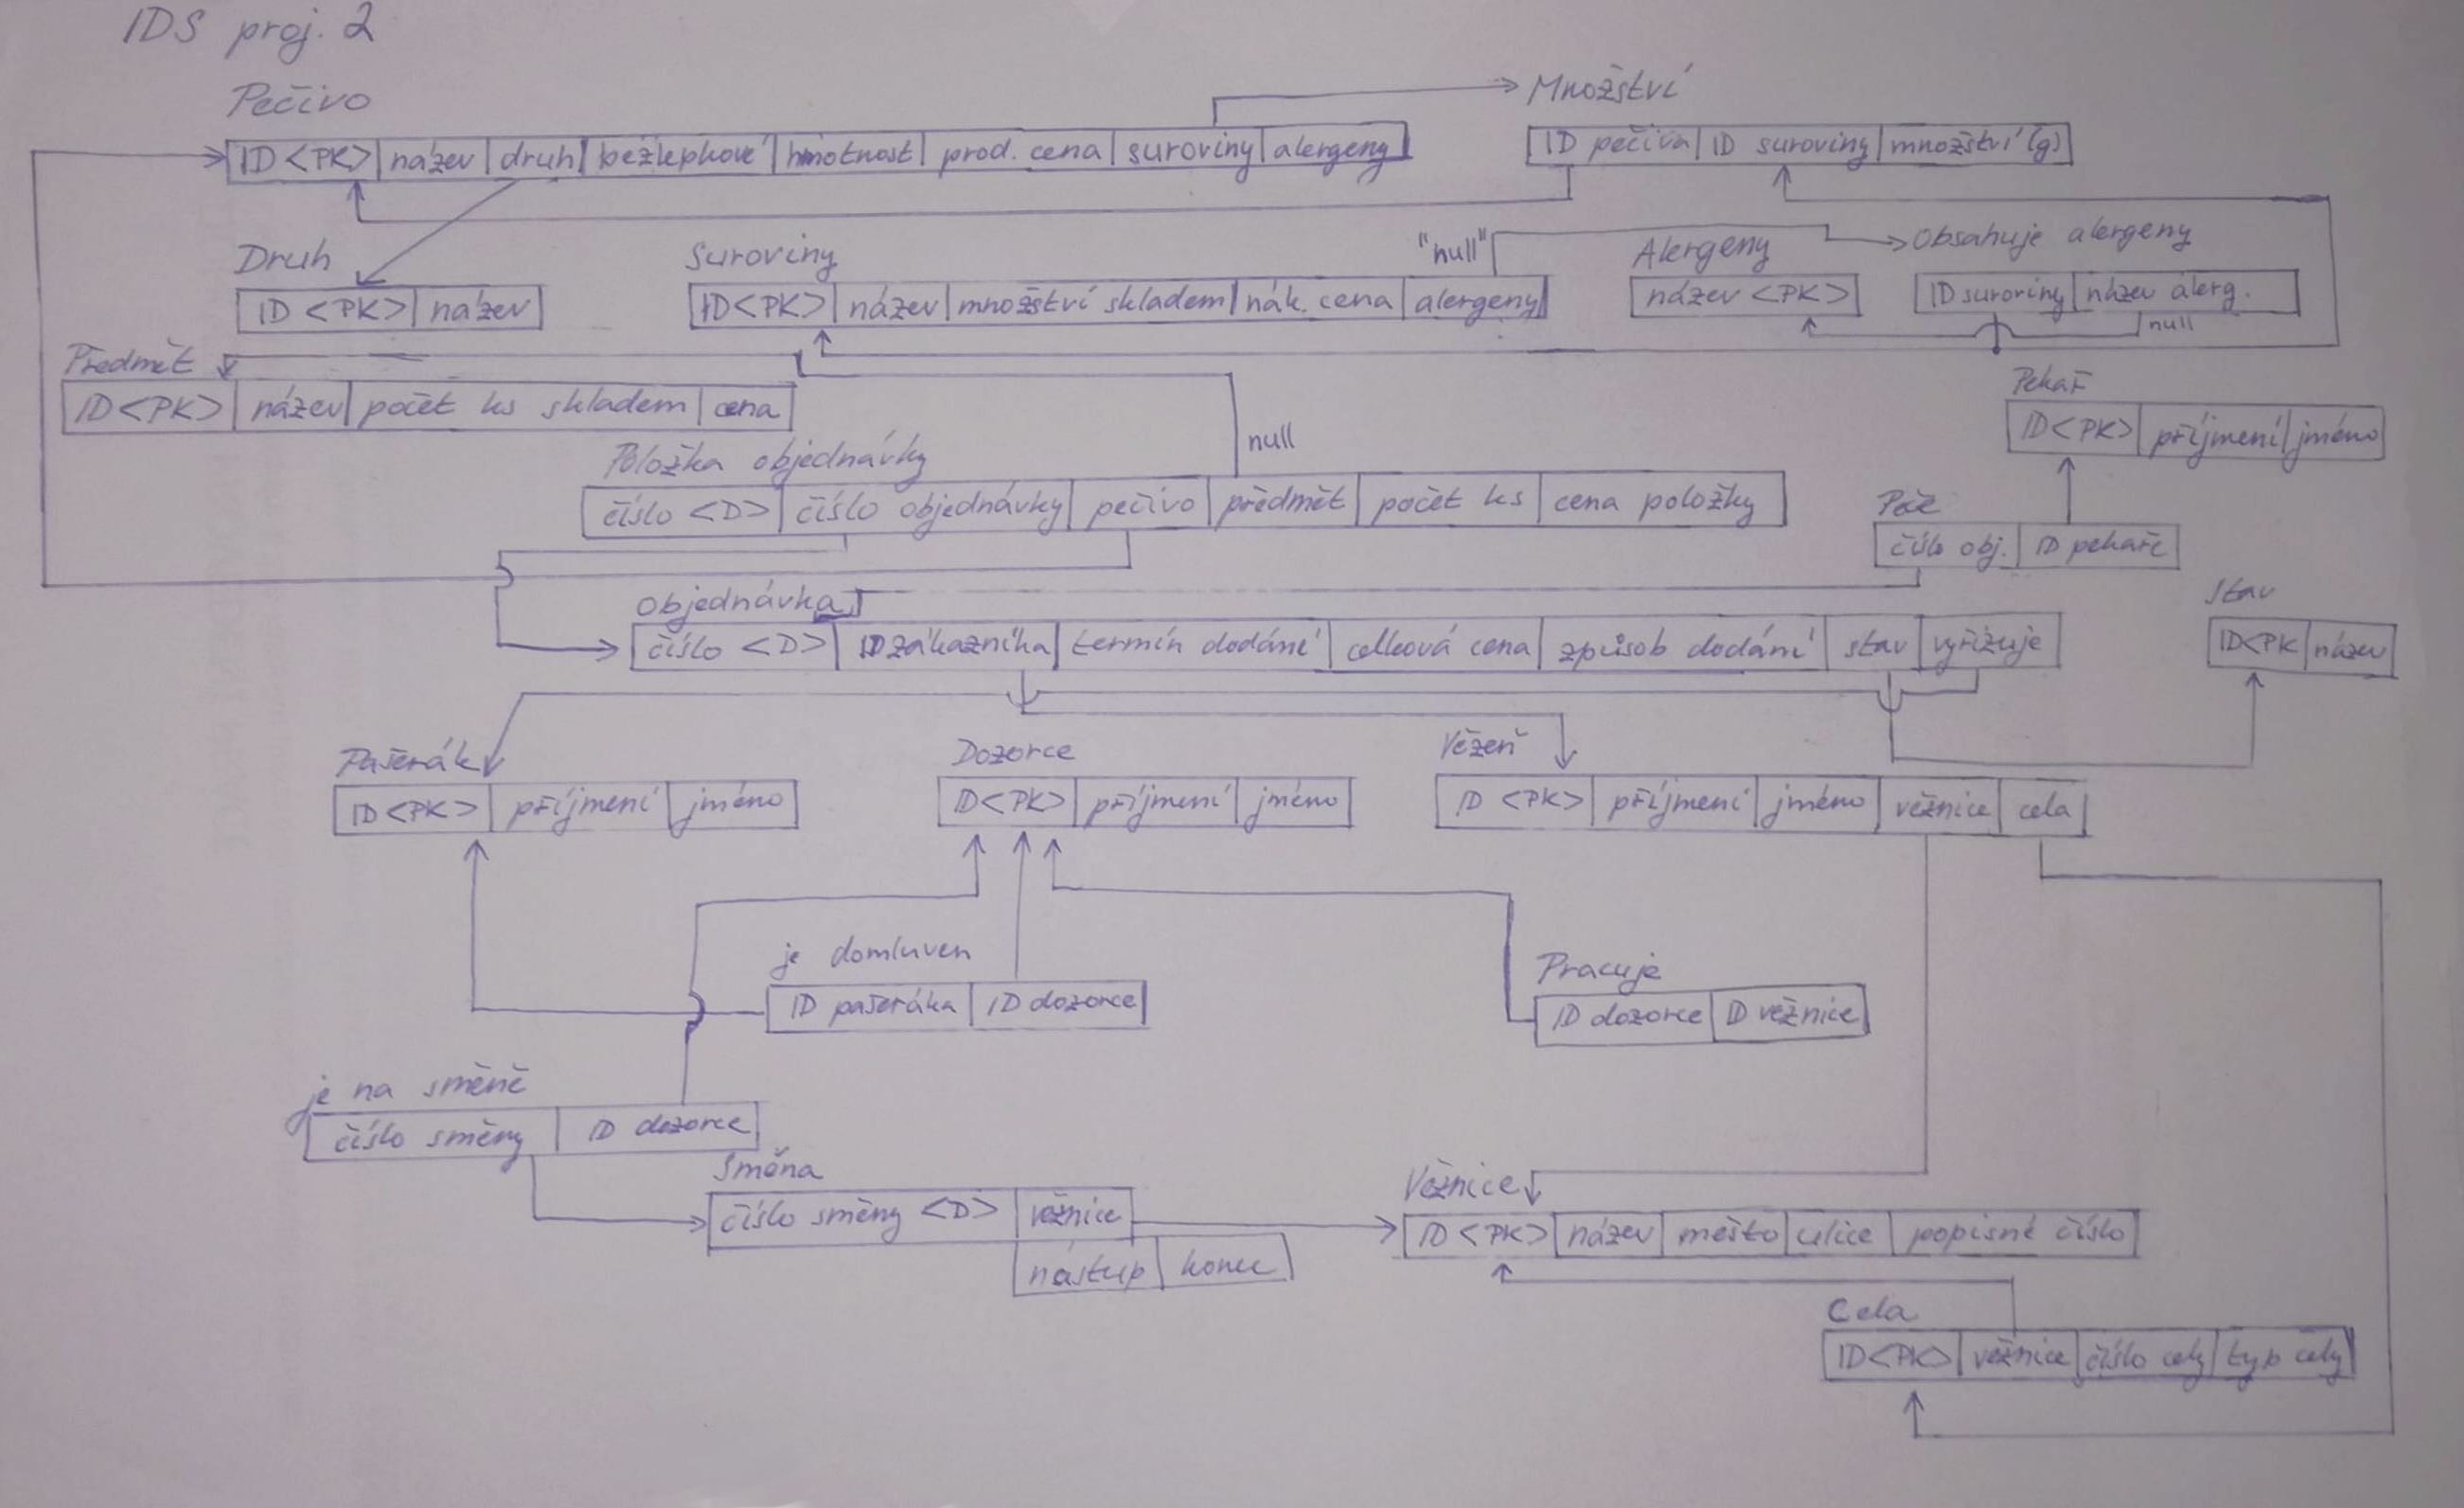 IDS proj. 2
Pečivo
Množství
ID <PK> název druh bezlepkové hmotnost prod. cena suroviny alergeny
ID pečiva ID suroviny množství (g)
Druh
Suroviny
"null"
Alergeny
Obsahuje alergeny
ID <PK> název
ID <PK> název množství skladem nák. cena alergeny
název <PK>
ID suroviny název alerg.
null
Předmět
ID <PK> název počet ks skladem cena
Pekař
ID <PK> příjmení jméno
null
Položka objednávky
číslo <D> číslo objednávky pečivo předmět počet ks cena položky
Peče
číslo obj. ID pekaře
Objednávka
číslo <D> ID zákazníka termín dodání celková cena způsob dodání stav vyřizuje
Stav
ID <PK název
Pašerák
Dozorce
Vězeň
ID <PK> příjmení jméno
ID <PK> příjmení jméno
ID <PK> příjmení jméno věznice cela
je domluven
ID pašeráka ID dozorce
Pracuje
ID dozorce ID věznice
je na směně
číslo směny ID dozorce
Směna
číslo směny <D> věznice
nástup konec
Věznice
ID <PK> název město ulice popisné číslo
Cela
ID <PK> věznice číslo cely typ cely